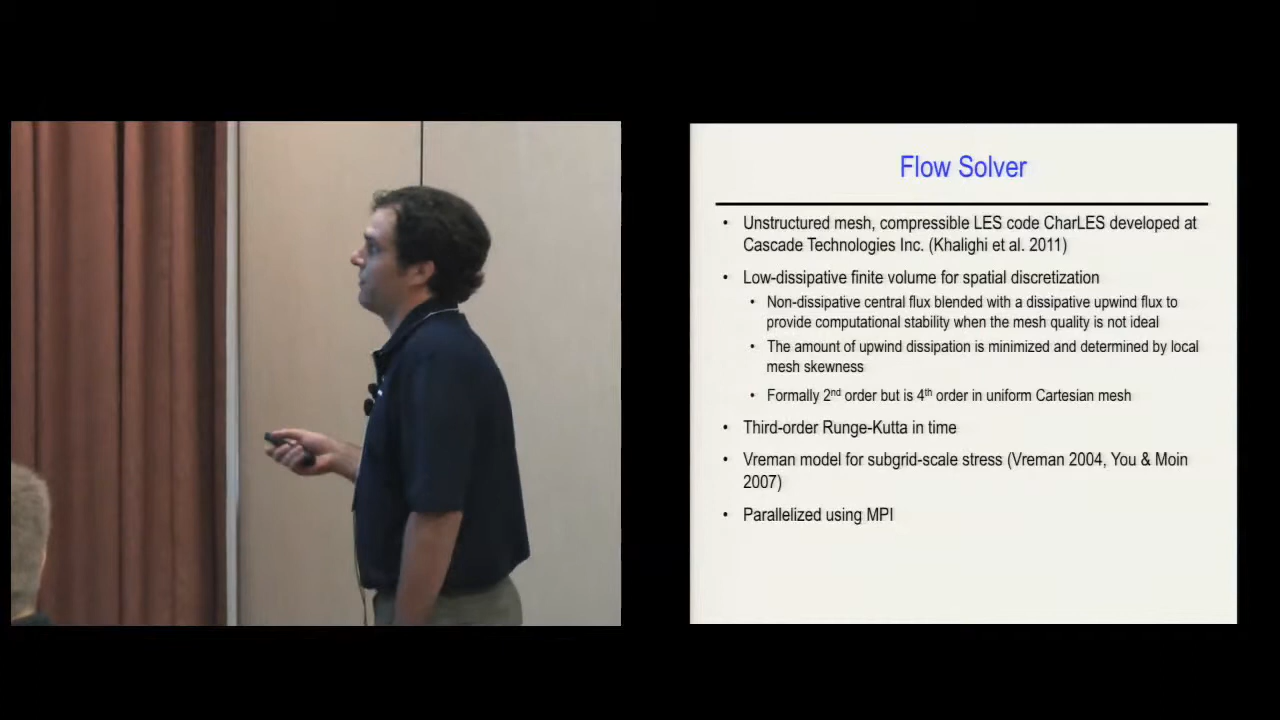 Flow Solver
• Unstructured mesh, compressible LES code CharLES developed at
Cascade Technologies Inc. (Khalighi et al. 2011)
• Low-dissipative finite volume for spatial discretization
• Non-dissipative central flux blended with a dissipative upwind flux to
provide computational stability when the mesh quality is not ideal
• The amount of upwind dissipation is minimized and determined by local
mesh skewness
• Formally 2nd order but is 4th order in uniform Cartesian mesh
• Third-order Runge-Kutta in time
• Vreman model for subgrid-scale stress (Vreman 2004, You & Moin
2007)
• Parallelized using MPI